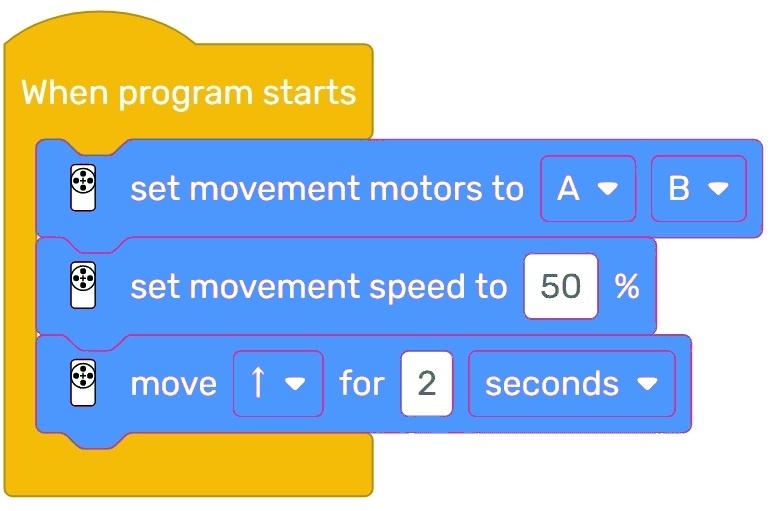 When program starts
set movement motors to A B
set movement speed to 50 %
move ↑ for 2 seconds